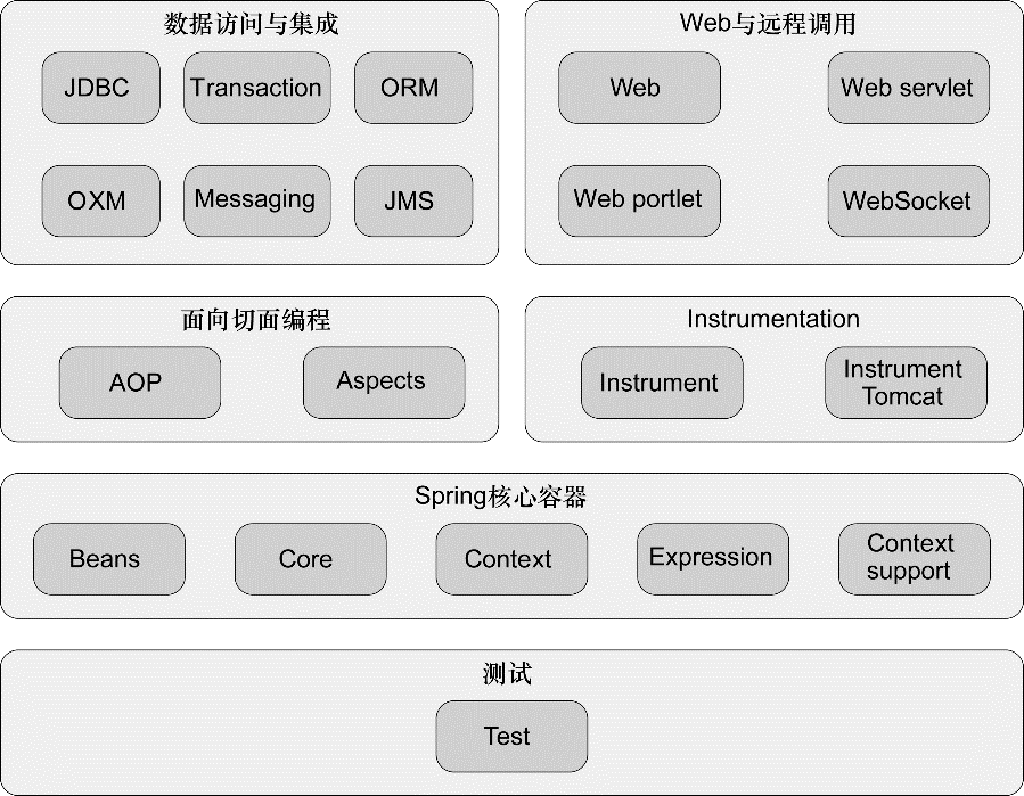 数据访问与集成
JDBC
Transaction
ORM
OXM
Messaging
JMS
Web与远程调用
Web
Web servlet
Web portlet
WebSocket
面向切面编程
AOP
Aspects
Instrumentation
Instrument
Instrument
Tomcat
Spring核心容器
Beans
Core
Context
Expression
Context
support
测试
Test